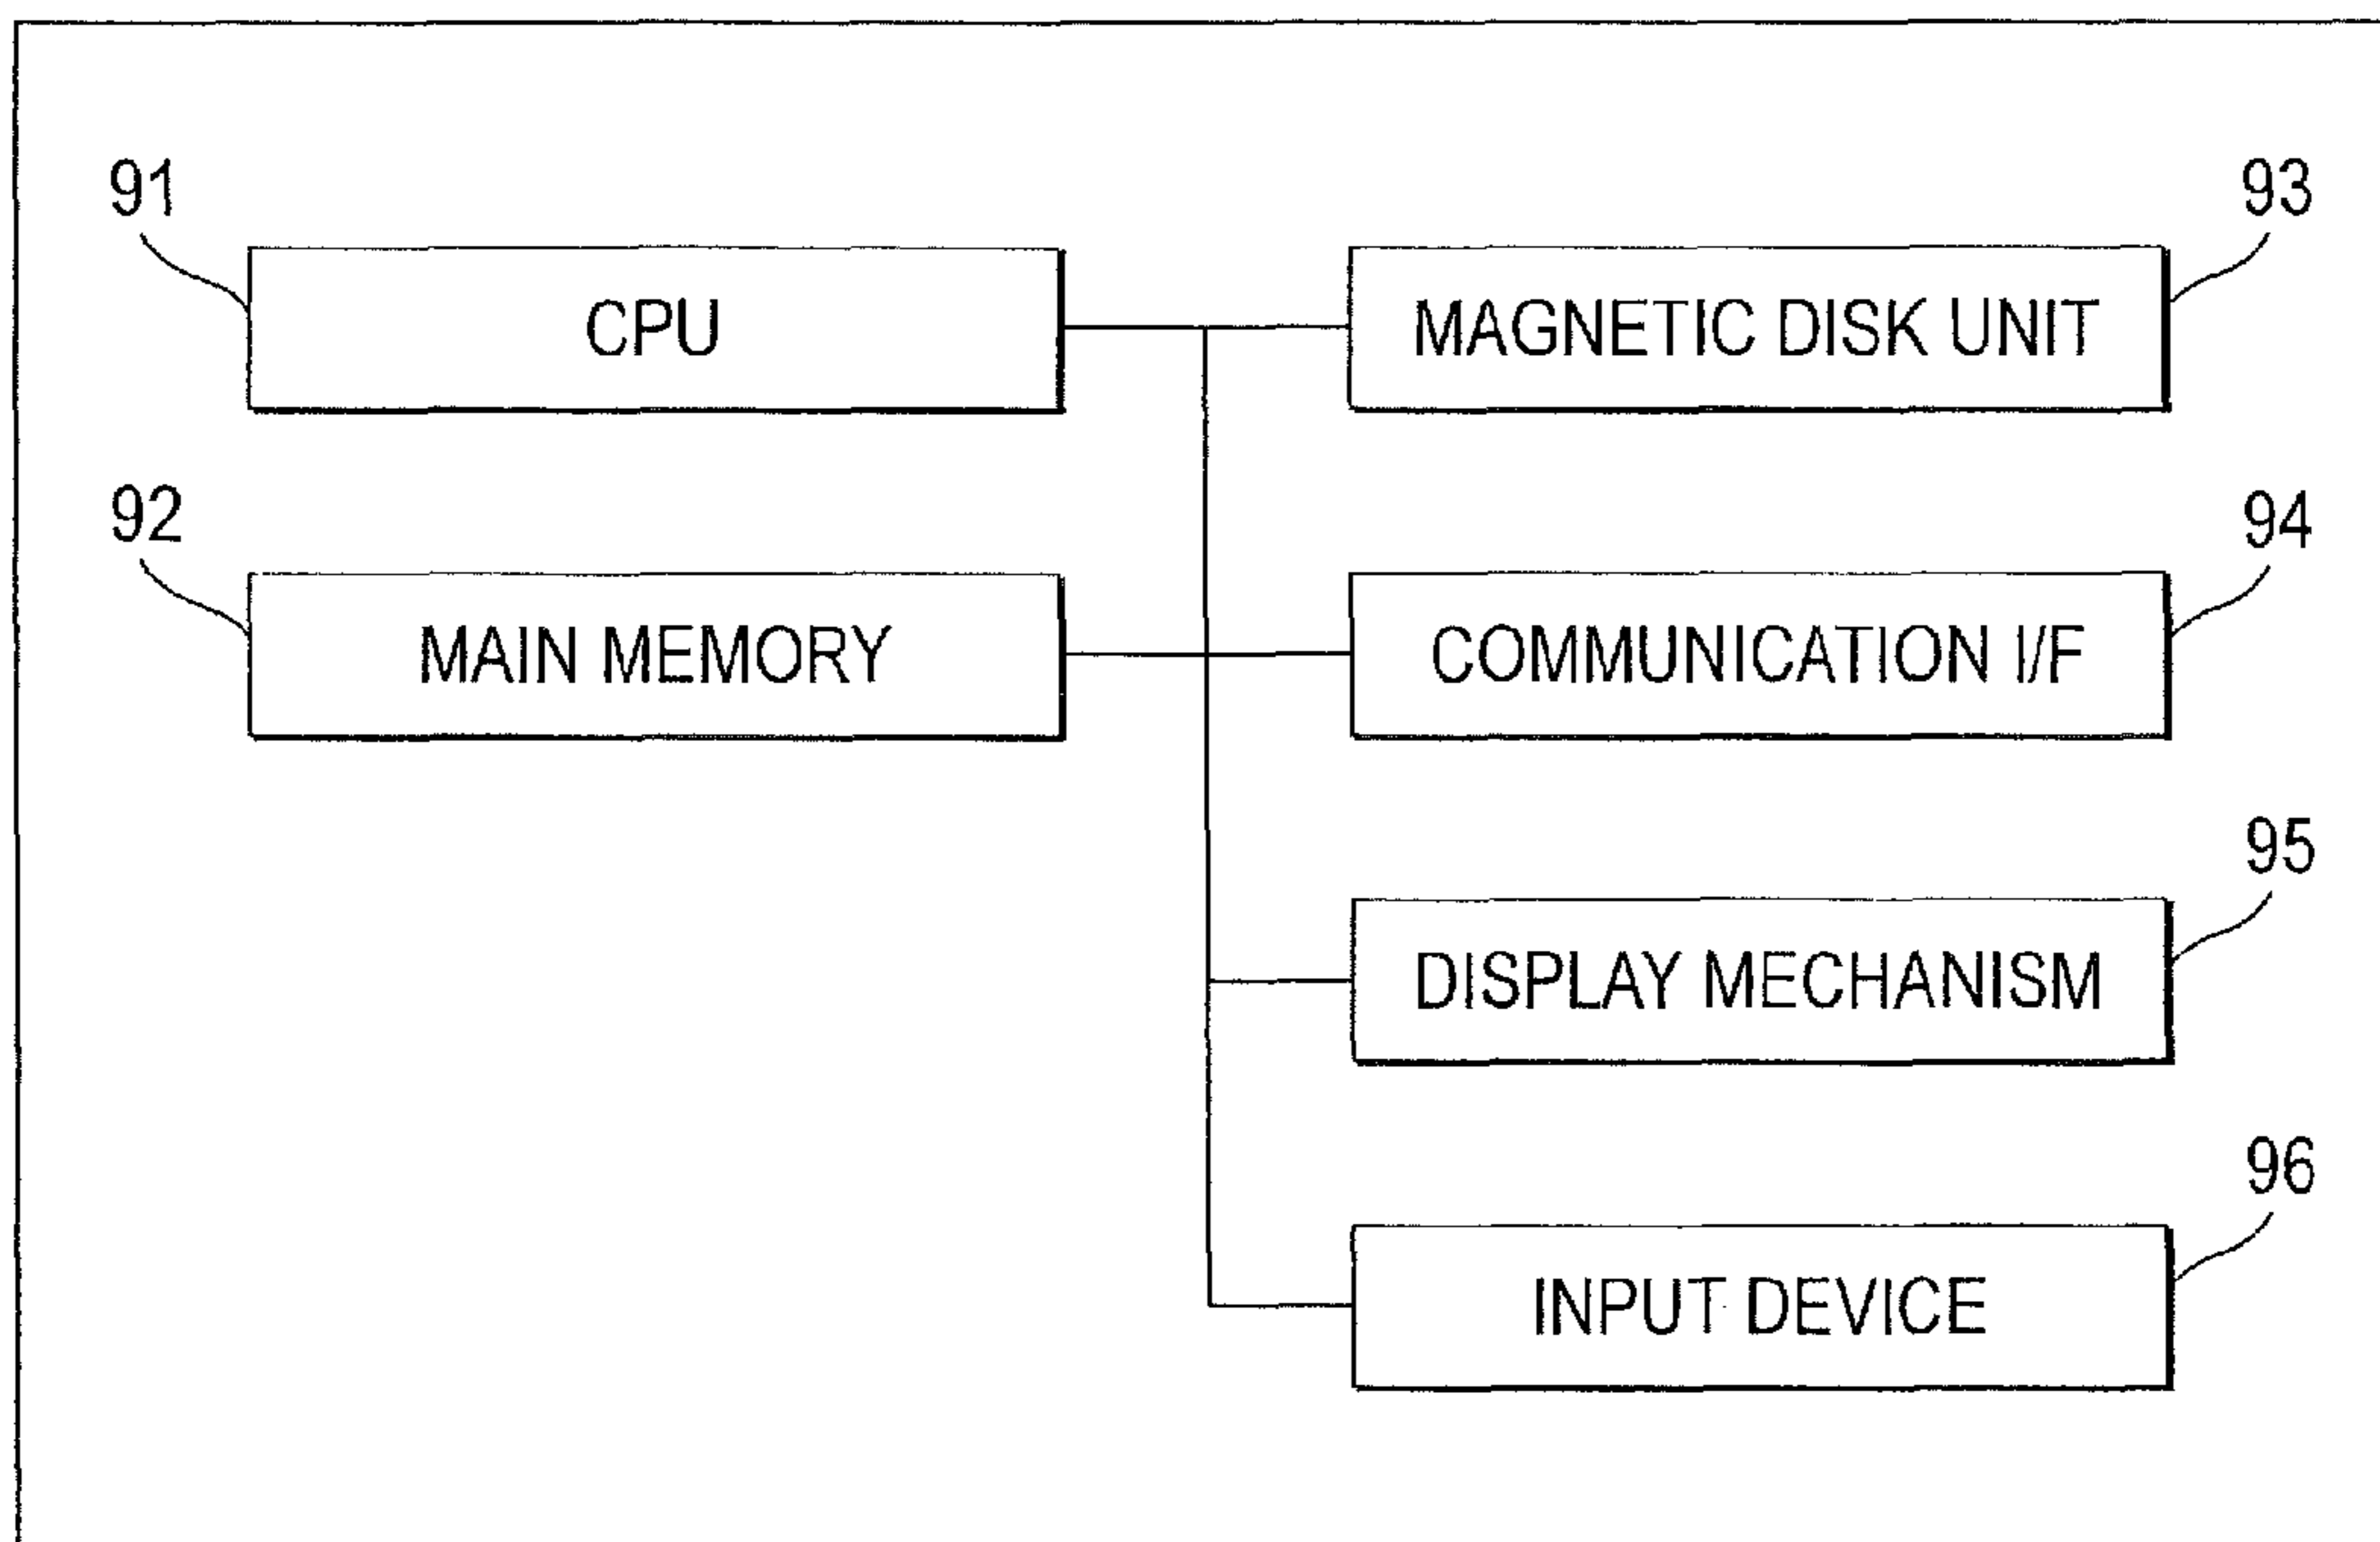 91
CPU
93
MAGNETIC DISK UNIT
92
MAIN MEMORY
94
COMMUNICATION I/F
95
DISPLAY MECHANISM
96
INPUT DEVICE